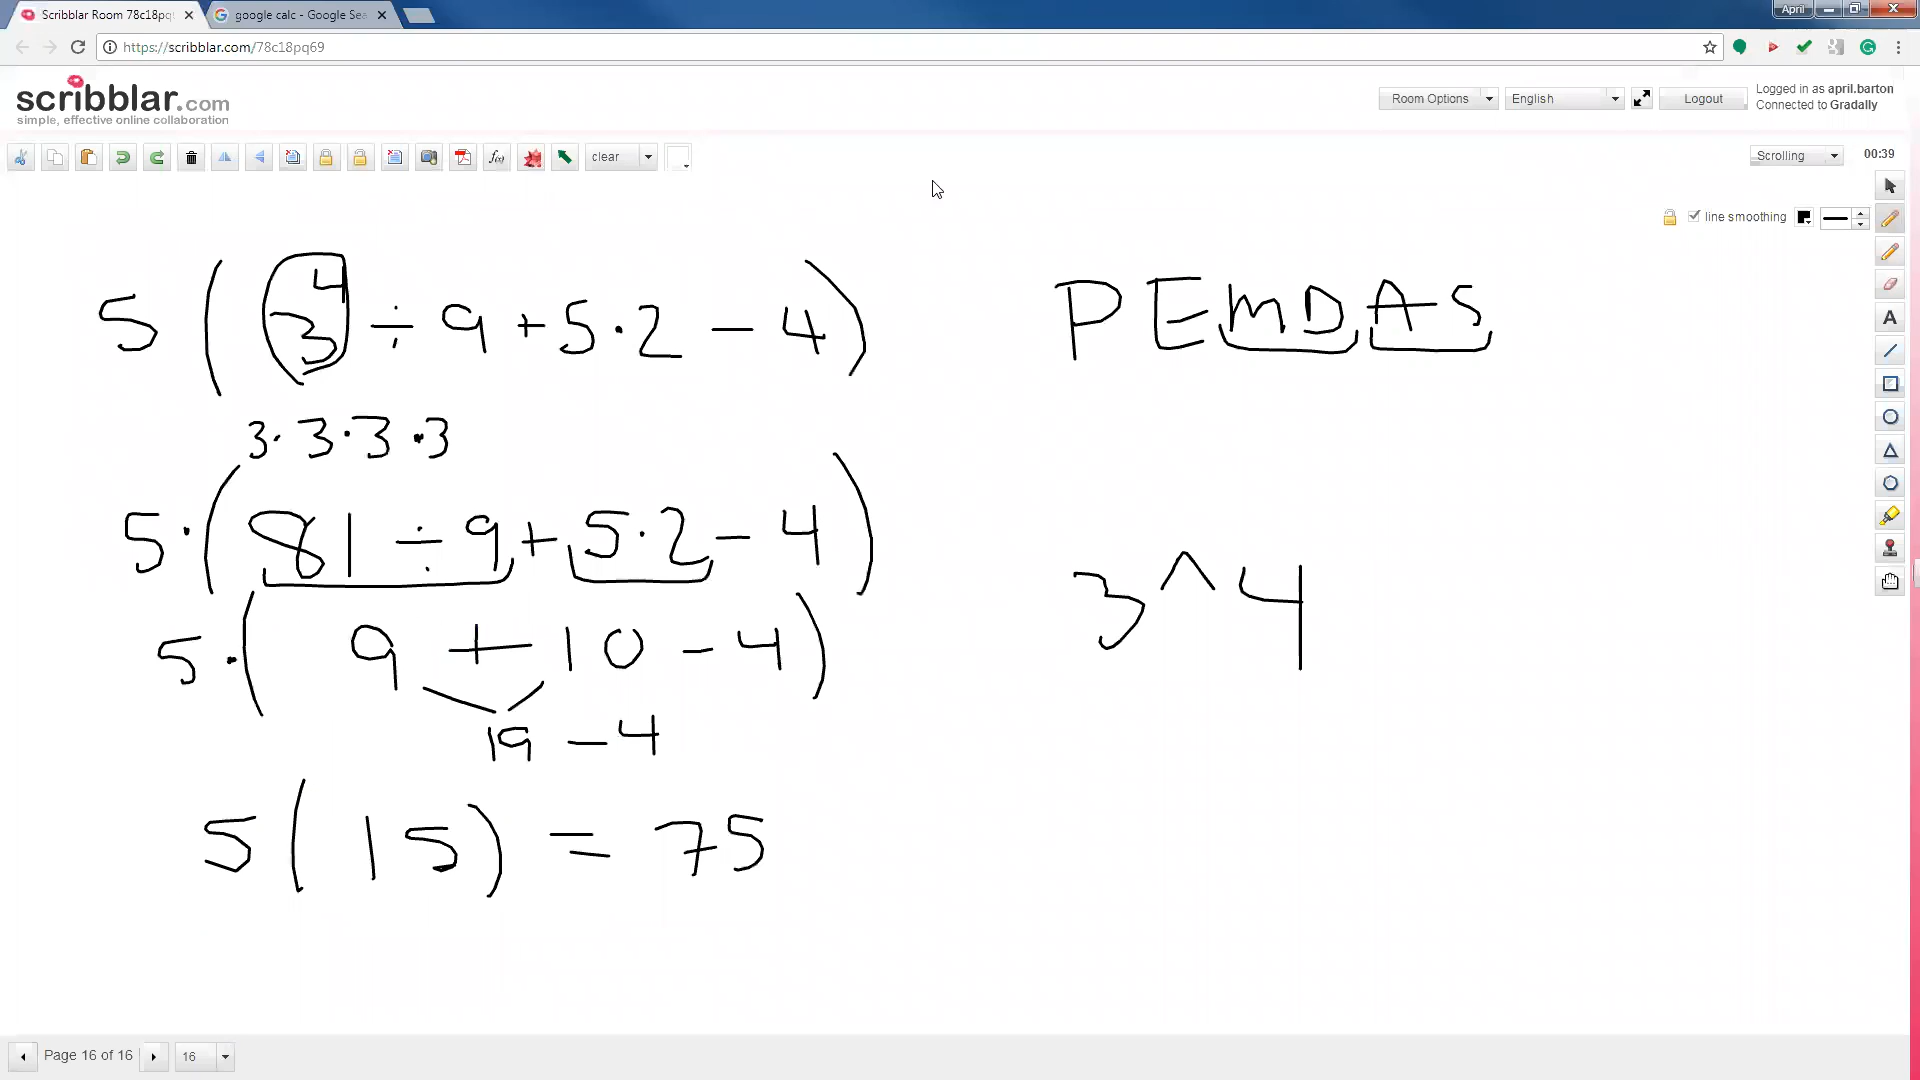 Scribblar Room 78c18pq
google calc - Google Sea
April
https://scribblar.com/78c18pq69
scribblar.com
simple, effective online collaboration
Room Options
English
Logout
Logged in as april.barton
Connected to Gradally
f(x)
clear
Scrolling
00:39
line smoothing
A
5 ( 3^4 ÷ 9 + 5 · 2 - 4 )
PEMDAS
3 · 3 · 3 · 3
5 · ( 81 ÷ 9 + 5 · 2 - 4 )
3 ^ 4
5 · ( 9 + 10 - 4 )
19 - 4
5 ( 15 ) = 75
Page 16 of 16
16